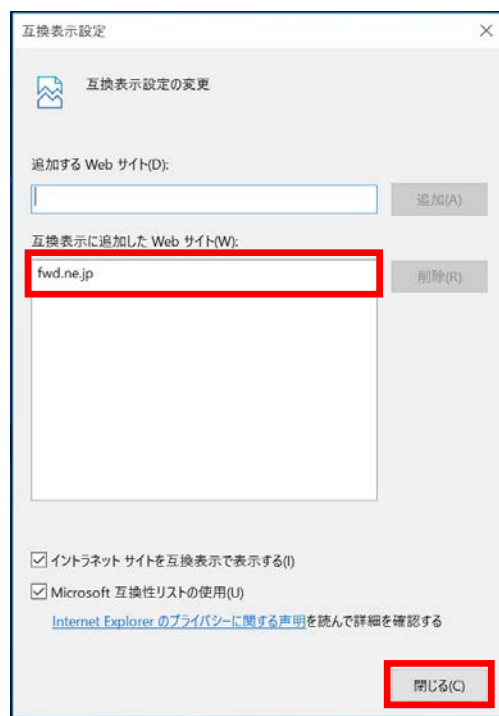 互換表示設定
互換表示設定の変更
追加する Web サイト(D):
追加(A)
互換表示に追加した Web サイト(W):
fwd.ne.jp
削除(R)
イントラネット サイトを互換表示で表示する(I)
Microsoft 互換性リストの使用(U)
Internet Explorer のプライバシーに関する声明を読んで詳細を確認する
閉じる(C)